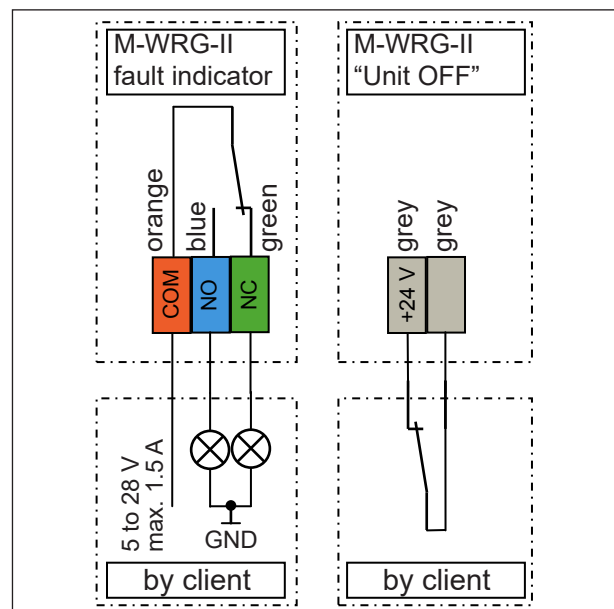 M-WRG-II
fault indicator
orange
blue
green
COM
NO
NC
5 to 28 V
max. 1.5 A
GND
by client
M-WRG-II
“Unit OFF”
grey
grey
+24 V
by client